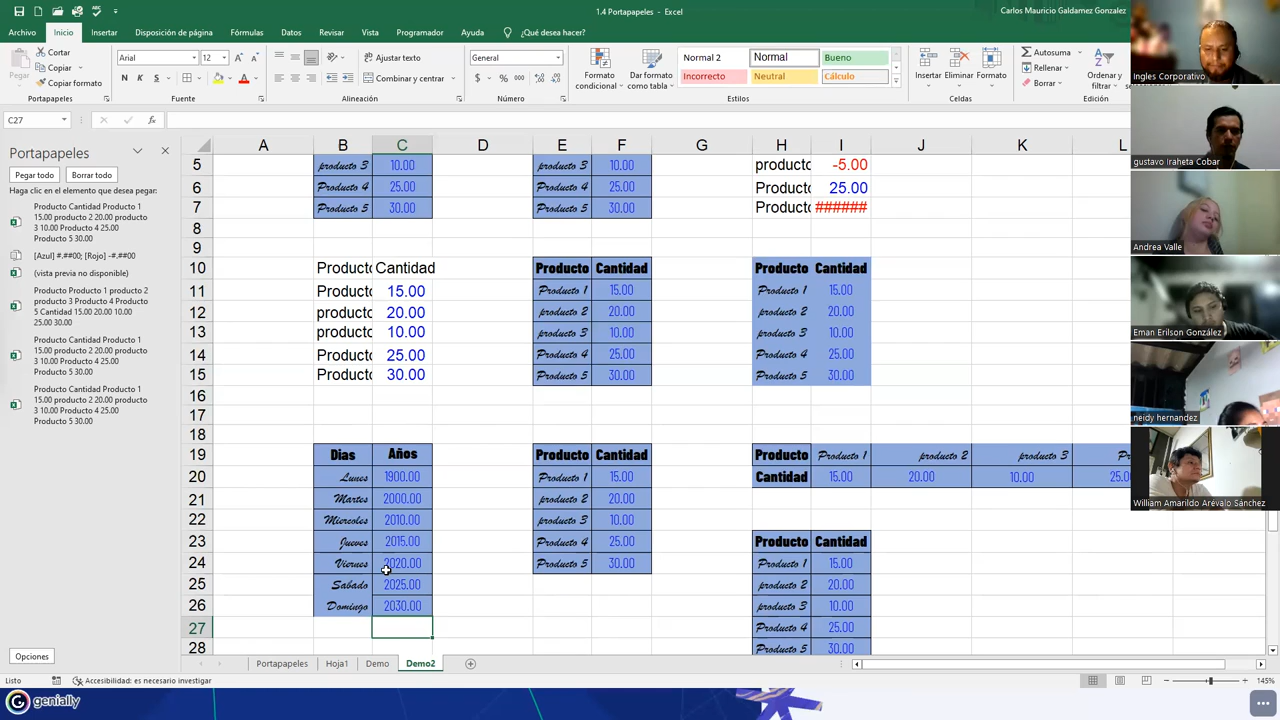 1.4 Portapapeles - Excel
Carlos Mauricio Galdamez Gonzalez
Archivo Inicio Insertar Disposición de página Fórmulas Datos Revisar Vista Programador Ayuda ¿Qué desea hacer?
Pegar
Cortar
Copiar
Copiar formato
Portapapeles
Arial 12
N K S
Fuente
Ajustar texto
Combinar y centrar
Alineación
General
Número
Formato condicional
Dar formato como tabla
Normal 2 Normal Bueno
Incorrecto Neutral Cálculo
Estilos
Insertar Eliminar Formato
Celdas
Autosuma
Rellenar
Borrar
Ordenar y filtrar
Edición
C27
Portapapeles
Pegar todo Borrar todo
Haga clic en el elemento que desea pegar:
Producto Cantidad Producto 1
15.00 producto 2 20.00 producto
3 10.00 Producto 4 25.00
Producto 5 30.00
[Azul] #.##00; [Rojo] -#.##00
(vista previa no disponible)
Producto Producto 1 producto 2
producto 3 Producto 4 Producto
5 Cantidad 15.00 20.00 10.00
25.00 30.00
Producto Cantidad Producto 1
15.00 producto 2 20.00 producto
3 10.00 Producto 4 25.00
Producto 5 30.00
Producto Cantidad Producto 1
15.00 producto 2 20.00 producto
3 10.00 Producto 4 25.00
Producto 5 30.00
Opciones
A B C D E F G H I J K L
5 producto 3 10.00 producto 3 10.00 producto -5.00
6 Producto 4 25.00 Producto 4 25.00 Producto 25.00
7 Producto 5 30.00 Producto 5 30.00 Producto ######
8
9
10 Producto Cantidad Producto Cantidad Producto Cantidad
11 Producto 15.00 Producto 1 15.00 Producto 1 15.00
12 producto 20.00 producto 2 20.00 producto 2 20.00
13 producto 10.00 producto 3 10.00 producto 3 10.00
14 Producto 25.00 Producto 4 25.00 Producto 4 25.00
15 Producto 30.00 Producto 5 30.00 Producto 5 30.00
16
17
18
19 Dias Años Producto Cantidad Producto Producto 1 producto 2 producto 3
20 Lunes 1900.00 Producto 1 15.00 Cantidad 15.00 20.00 10.00 25.0
21 Martes 2000.00 producto 2 20.00
22 Miercoles 2010.00 producto 3 10.00
23 Jueves 2015.00 Producto 4 25.00 Producto Cantidad
24 Viernes 2020.00 Producto 5 30.00 Producto 1 15.00
25 Sabado 2025.00 producto 2 20.00
26 Domingo 2030.00 producto 3 10.00
27 Producto 4 25.00
28 Producto 5 30.00
Portapapeles Hoja1 Demo Demo2
Listo Accesibilidad: es necesario investigar 145%
genially
Ingles Corporativo
gustavo Iraheta Cobar
Andrea Valle
Eman Erilson González
neidy hernandez
William Amarildo Arévalo Sánchez